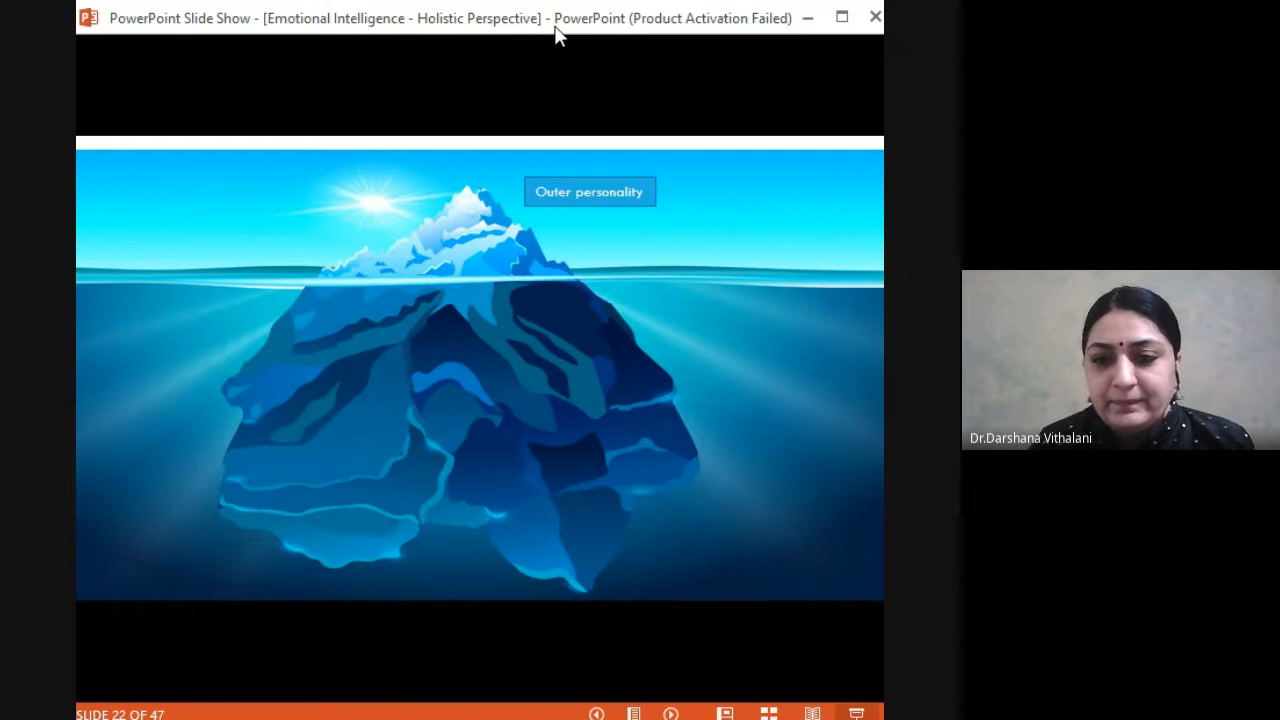 PowerPoint Slide Show - [Emotional Intelligence - Holistic Perspective] - PowerPoint (Product Activation Failed)
Outer personality
Dr.Darshana Vithalani
SLIDE 22 OF 47